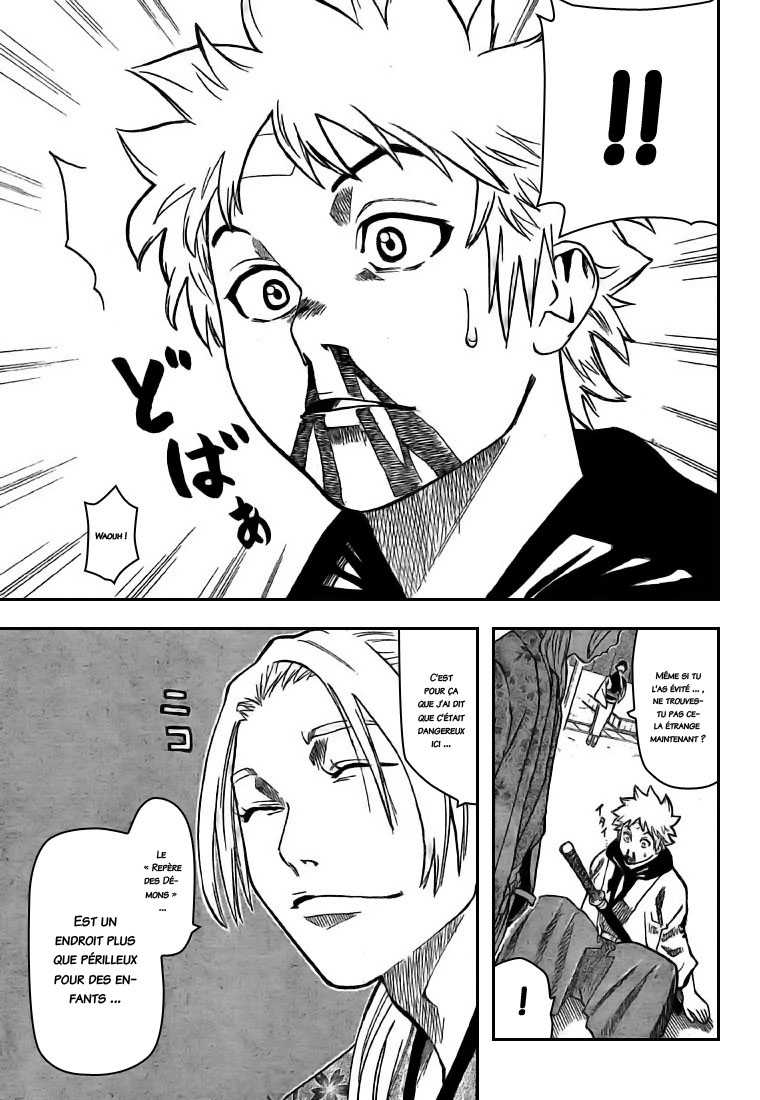 !!
どばぁ
WAOUH !
MÊME SI TU
L'AS ÉVITÉ ... ,
NE TROUVES-
TU PAS CE-
LA ÉTRANGE
MAINTENANT ?
!
C'EST
POUR ÇA
QUE J'AI DIT
QUE C'ÉTAIT
DANGEREUX
ICI ...
ニコ
LE
« REPÈRE
DES DÉ-
MONS »
...
EST UN
ENDROIT PLUS
QUE PÉRILLEUX
POUR DES EN-
FANTS ...